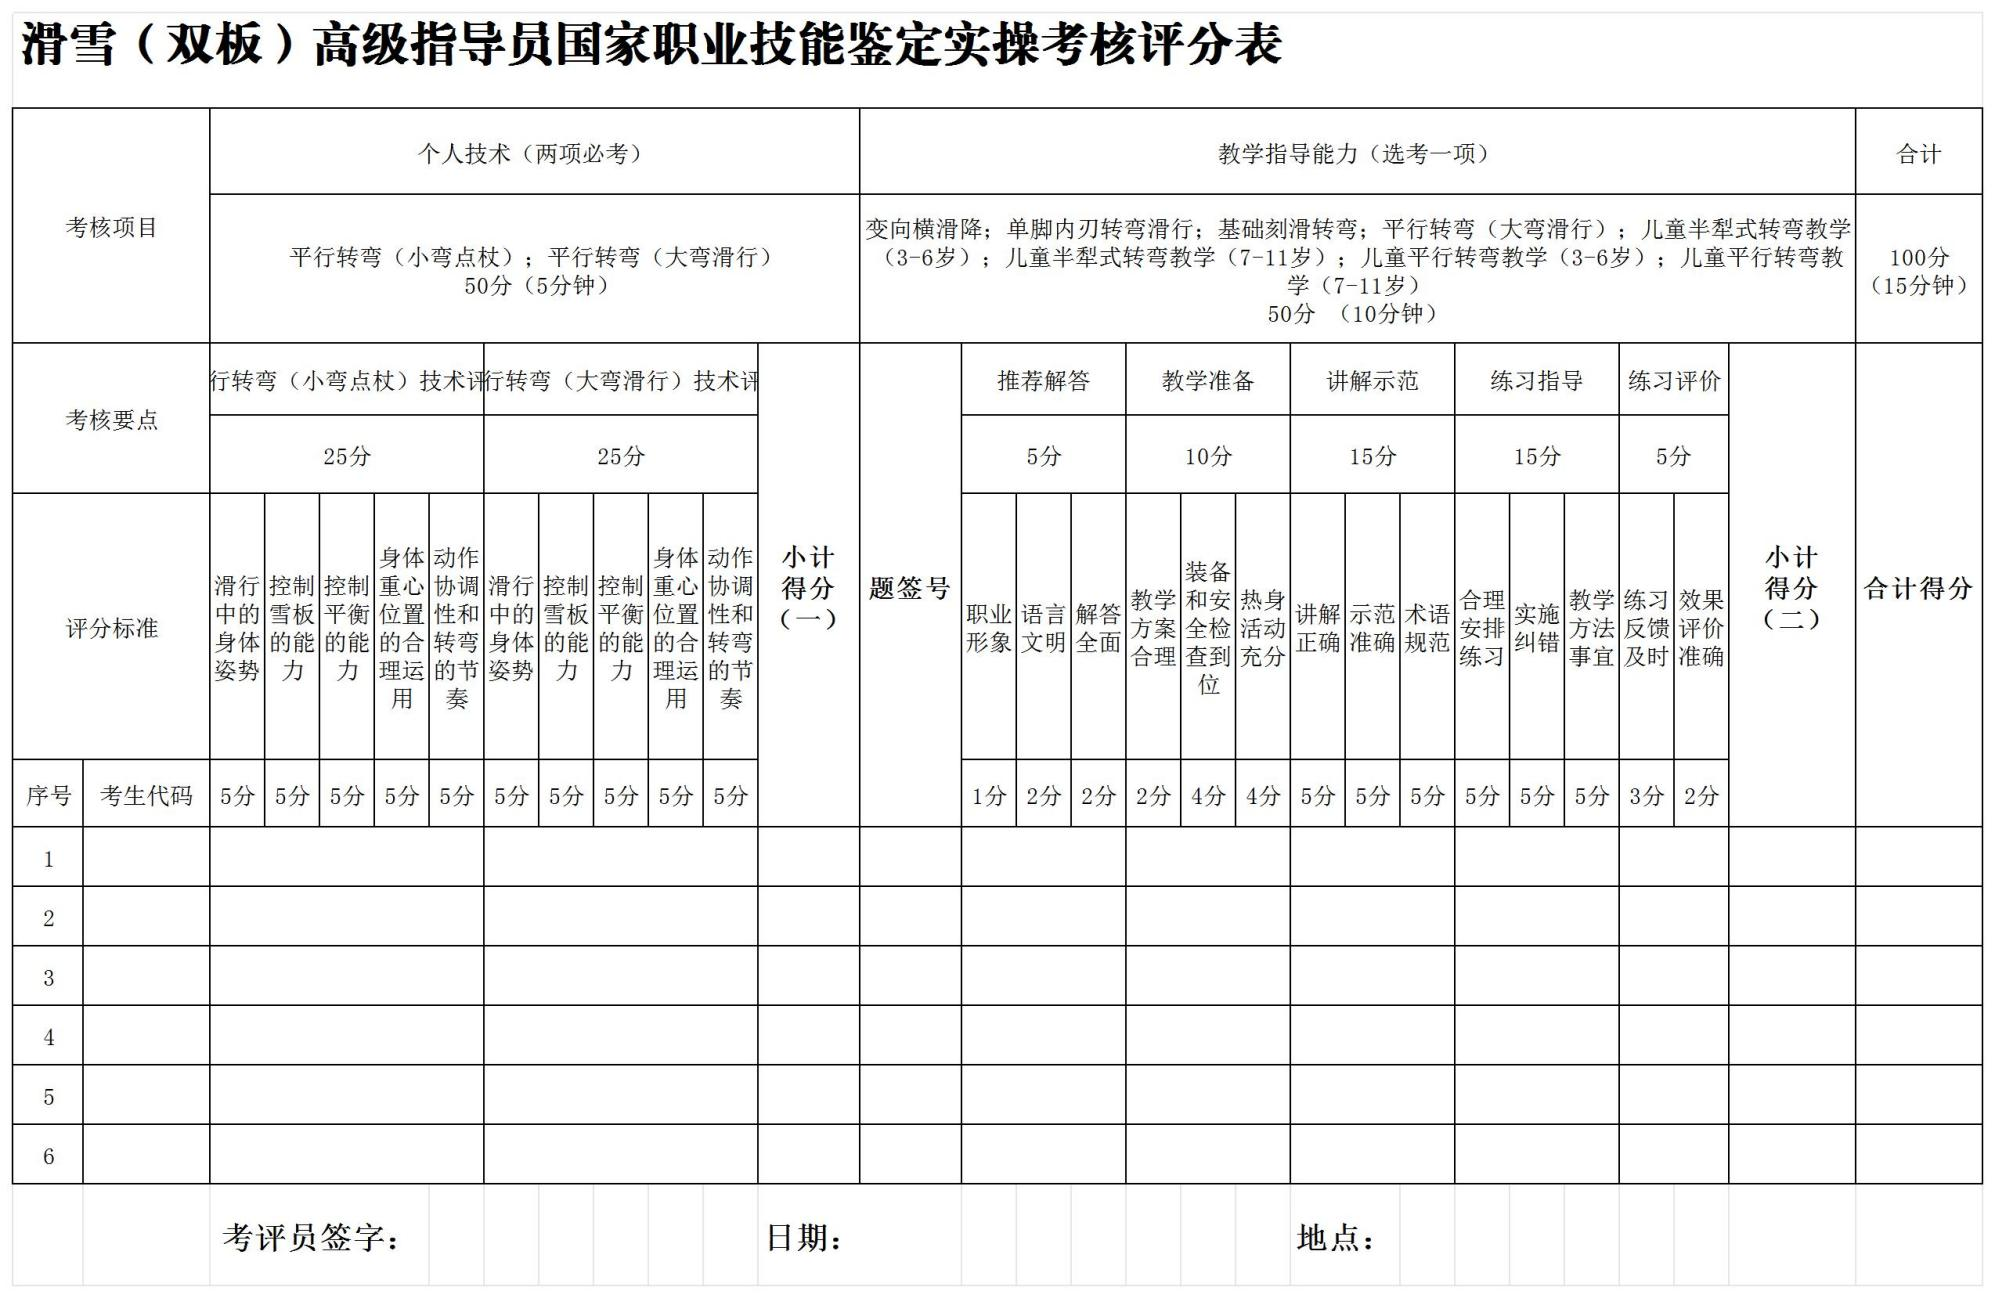 滑雪（双板）高级指导员国家职业技能鉴定实操考核评分表
考核项目
个人技术（两项必考）
教学指导能力（选考一项）
合计
平行转弯（小弯点杖）；平行转弯（大弯滑行）
50分（5分钟）
变向横滑降；单脚内刃转弯滑行；基础刻滑转弯；平行转弯（大弯滑行）；儿童半犁式转弯教学
（3-6岁）；儿童半犁式转弯教学（7-11岁）；儿童平行转弯教学（3-6岁）；儿童平行转弯教
学（7-11岁）
50分 （10分钟）
100分
（15分钟）
考核要点
行转弯（小弯点杖）技术评
行转弯（大弯滑行）技术评
小计
得分
（一）
题签号
推荐解答
教学准备
讲解示范
练习指导
练习评价
小计
得分
（二）
合计得分
25分
25分
5分
10分
15分
15分
5分
评分标准
滑行
中的
身体
姿势
控制
雪板
的能
力
控制
平衡
的能
力
身体
重心
位置
的合
理运
用
动作
协调
性和
转弯
的节
奏
滑行
中的
身体
姿势
控制
雪板
的能
力
控制
平衡
的能
力
身体
重心
位置
的合
理运
用
动作
协调
性和
转弯
的节
奏
职业
形象
语言
文明
解答
全面
教学
方案
合理
装备
和安
全检
查到
位
热身
活动
充分
讲解
正确
示范
准确
术语
规范
合理
安排
练习
实施
纠错
教学
方法
事宜
练习
反馈
及时
效果
评价
准确
序号
考生代码
5分
5分
5分
5分
5分
5分
5分
5分
5分
5分
1分
2分
2分
2分
4分
4分
5分
5分
5分
5分
5分
5分
3分
2分
1
2
3
4
5
6
考评员签字：
日期：
地点：